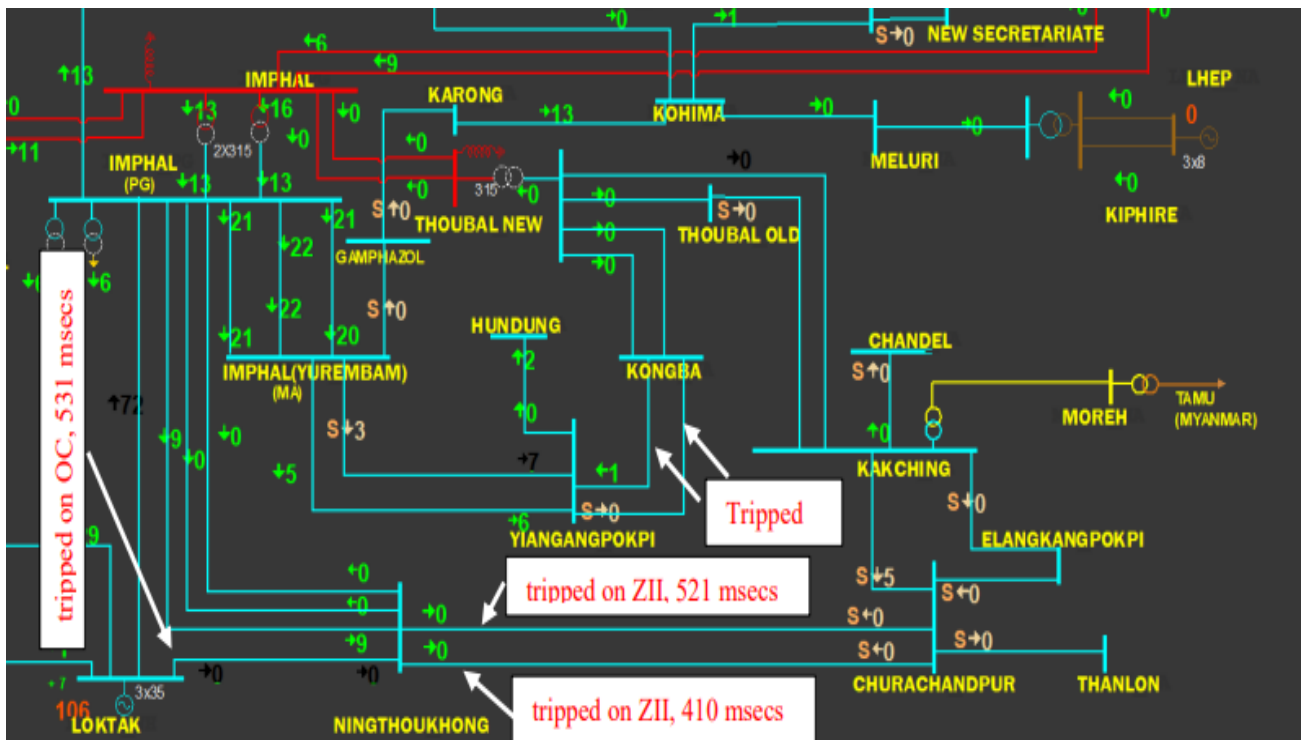 →0
→1
S→0
NEW SECRETARIATE
↑13
←6
←9
IMPHAL
KARONG
KOHIMA
LHEP
→11
↓13
↓16
↓0
↓0
2X315
→13
→0
→0
←0
0
3x8
MELURI
←0
KIPHIRE
IMPHAL
(PG)
↓13
↓13
←0
←0
315
←0
→0
S↑0
THOUBAL NEW
→0
S→0
THOUBAL OLD
↓21
↓22
↓21
GAMPHAZOL
→0
→0
↓6
↓22
S↑0
↓21
↓20
HUNDUNG
CHANDEL
IMPHAL(YUREMBAM)
(MA)
↑2
KONGBA
S↑0
MOREH
TAMU
(MYANMAR)
↑72
↓9
↓0
↓0
S↓3
↑0
↑0
KAKCHING
↓5
→7
←1
→6
S→0
YIANGANGPOKPI
Tripped
S↓0
ELANGKANGPOKPI
tripped on OC, 531 msecs
←0
←0
→0
tripped on ZII, 521 msecs
S↓5
S←0
S←0
→9
→0
S←0
S→0
→0
→0
+7
3x35
106
LOKTAK
NINGTHOUKHONG
tripped on ZII, 410 msecs
CHURACHANDPUR
THANLON